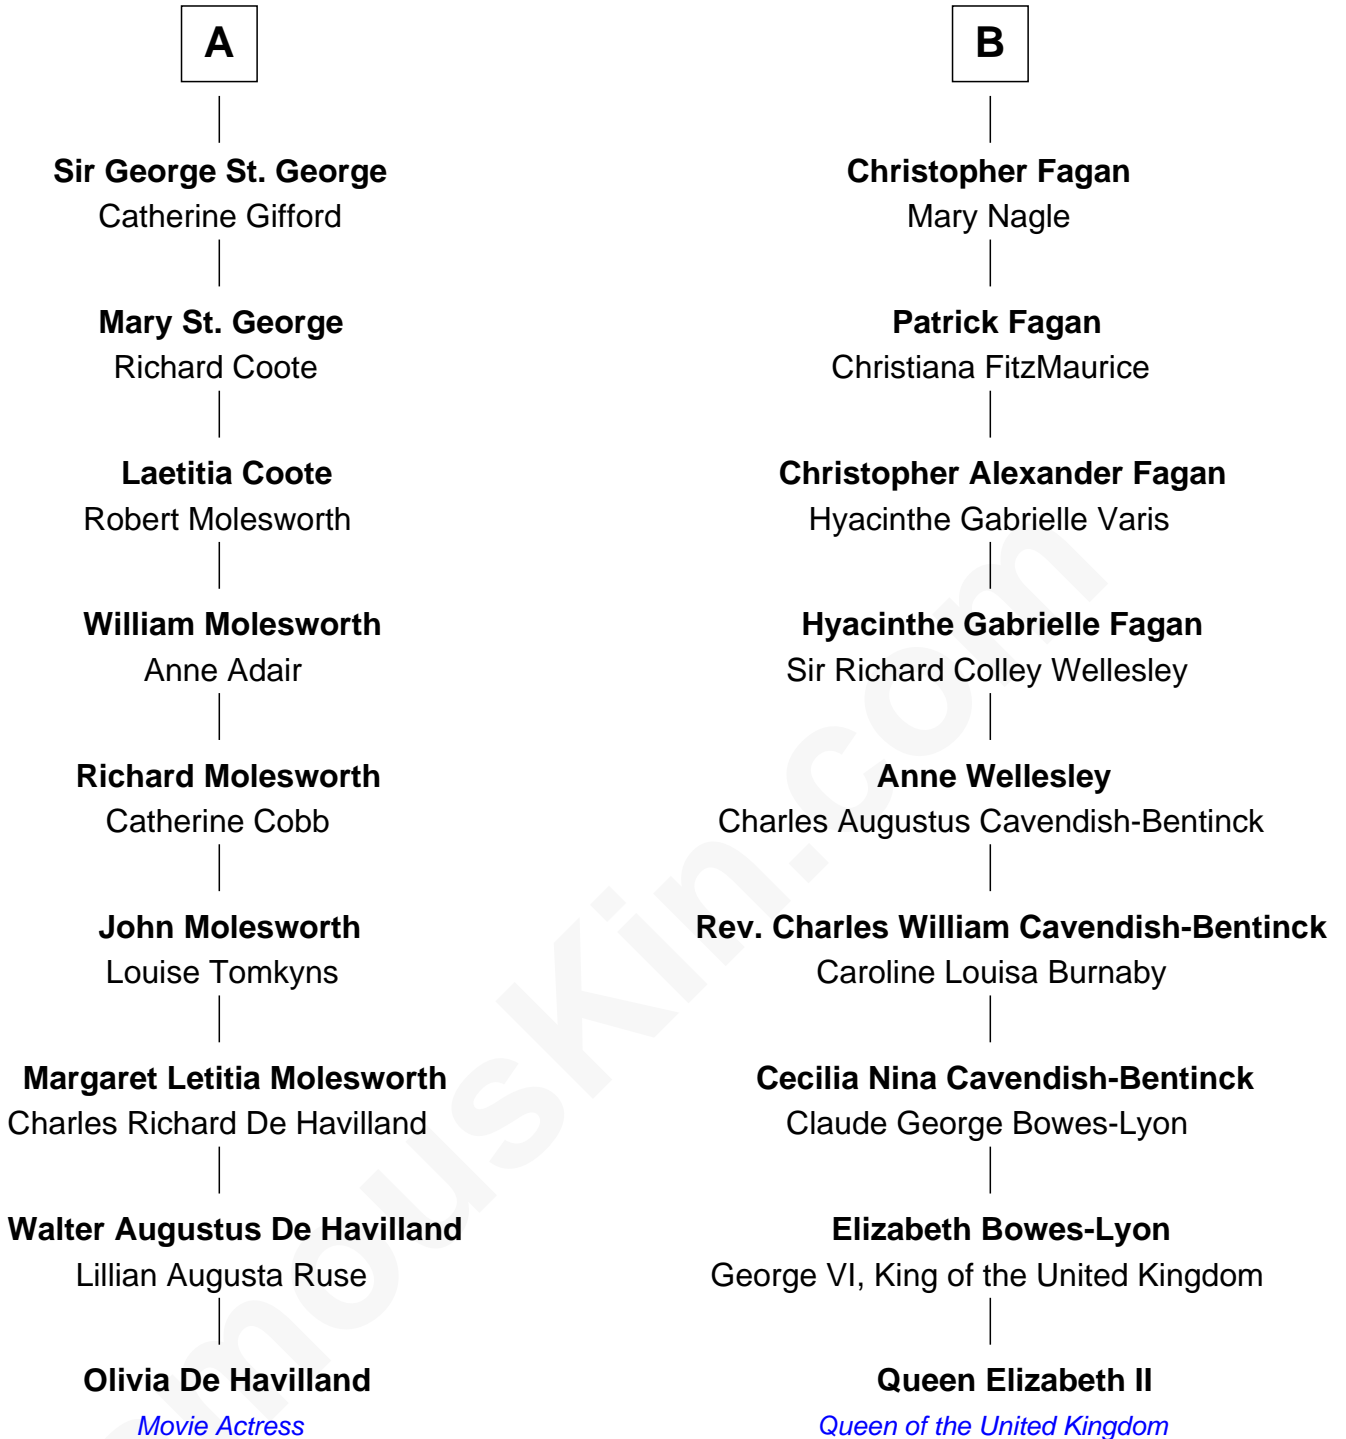 A
Sir George St. George
Catherine Gifford
Mary St. George
Richard Coote
Laetitia Coote
Robert Molesworth
William Molesworth
Anne Adair
Richard Molesworth
Catherine Cobb
John Molesworth
Louise Tomkyns
Margaret Letitia Molesworth
Charles Richard De Havilland
Walter Augustus De Havilland
Lillian Augusta Ruse
Olivia De Havilland
Movie Actress
B
Christopher Fagan
Mary Nagle
Patrick Fagan
Christiana FitzMaurice
Christopher Alexander Fagan
Hyacinthe Gabrielle Varis
Hyacinthe Gabrielle Fagan
Sir Richard Colley Wellesley
Anne Wellesley
Charles Augustus Cavendish-Bentinck
Rev. Charles William Cavendish-Bentinck
Caroline Louisa Burnaby
Cecilia Nina Cavendish-Bentinck
Claude George Bowes-Lyon
Elizabeth Bowes-Lyon
George VI, King of the United Kingdom
Queen Elizabeth II
Queen of the United Kingdom
omousKin.com